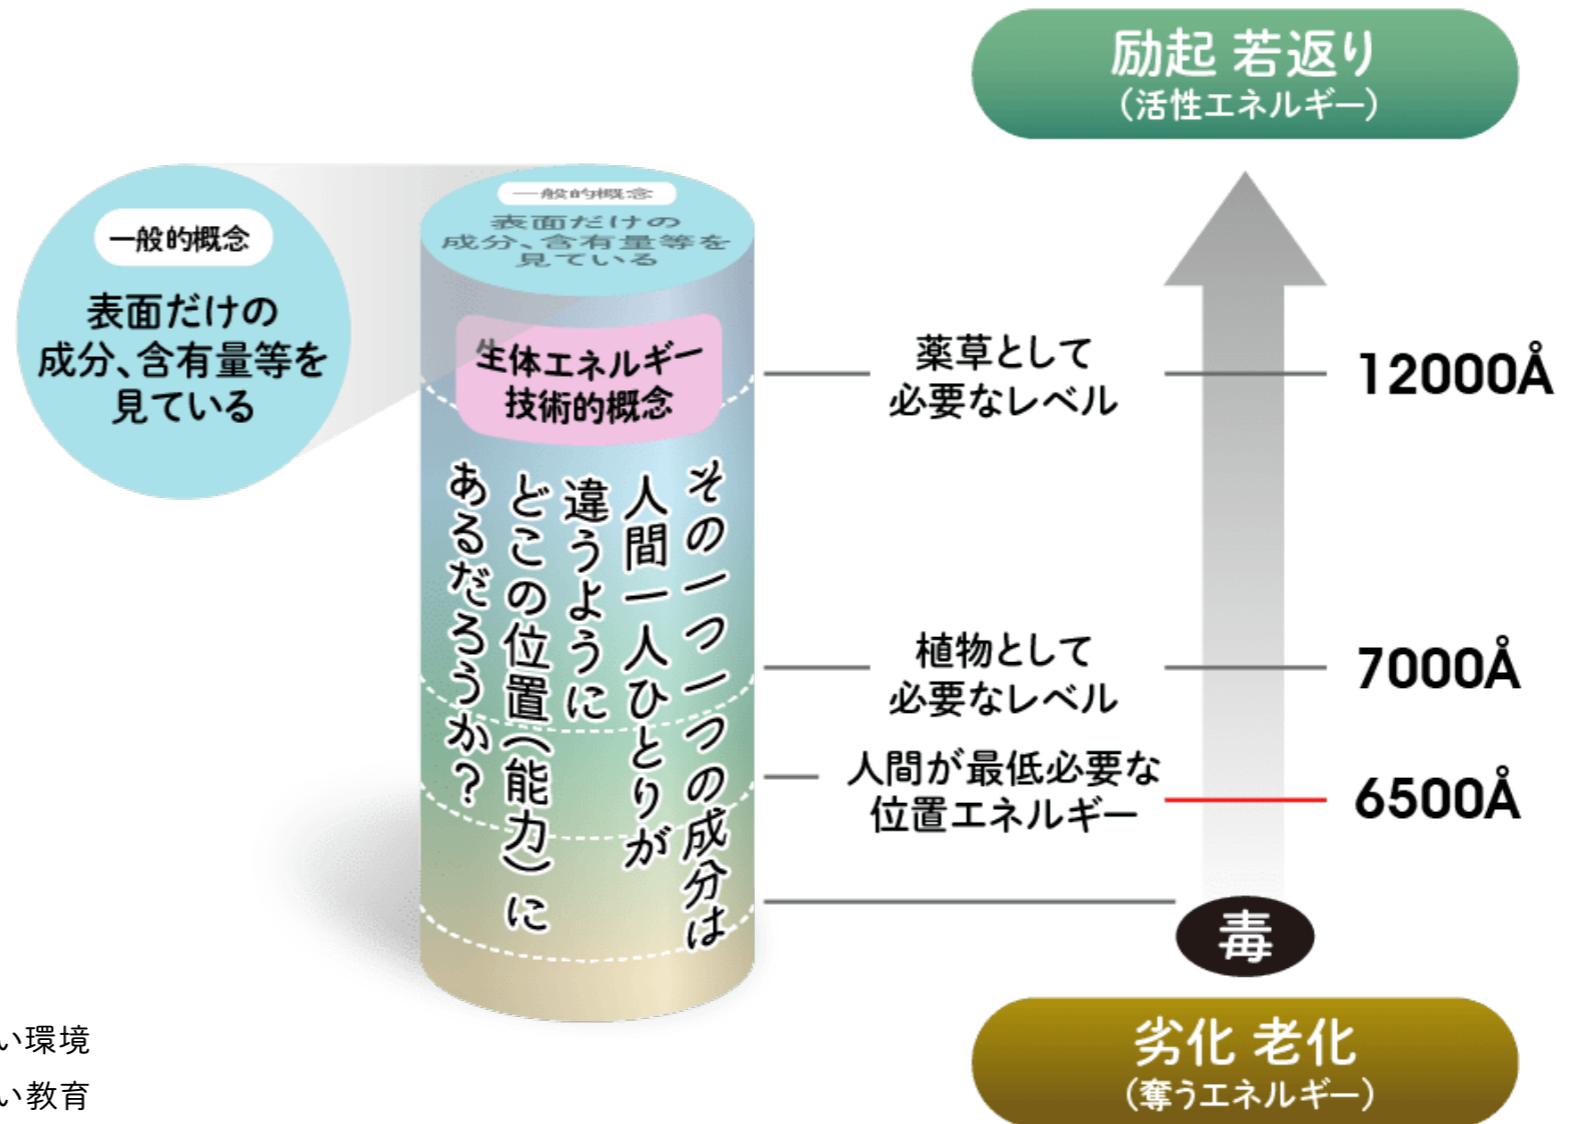 励起 若返り
(活性エネルギー)
一般的概念
表面だけの
成分、含有量等を
見ている
一般的概念
表面だけの
成分、含有量等を
見ている
生体エネルギー
技術的概念
その一つ一つの成分は
人間一人ひとりが
違うように
どこの位置(能力)に
あるだろうか?
薬草として
必要なレベル
12000Å
植物として
必要なレベル
7000Å
人間が最低必要な
位置エネルギー
6500Å
毒
劣化 老化
(奪うエネルギー)
い環境
い教育